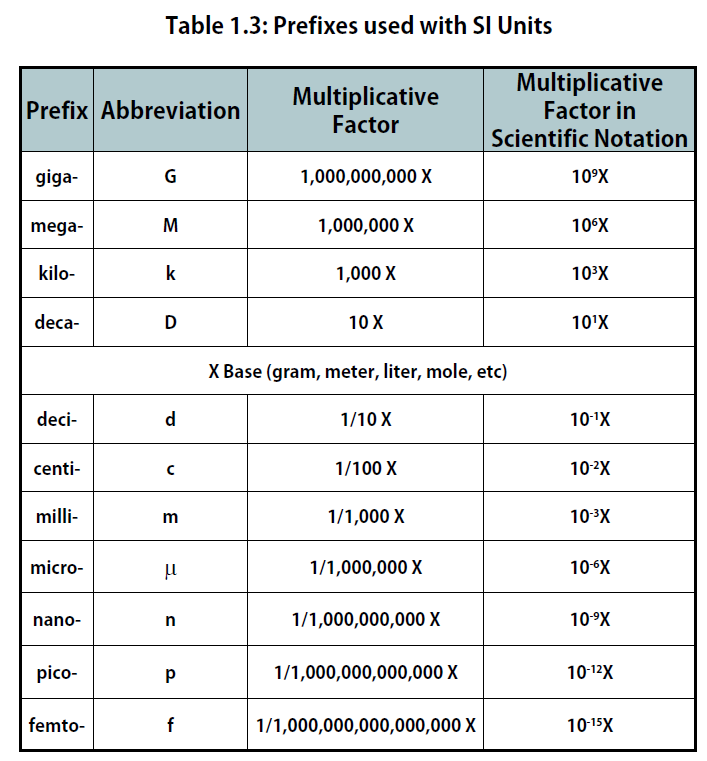 Table 1.3: Prefixes used with SI Units
Prefix Abbreviation Multiplicative Factor Multiplicative Factor in Scientific Notation
giga- G 1,000,000,000 X 10⁹X
mega- M 1,000,000 X 10⁶X
kilo- k 1,000 X 10³X
deca- D 10 X 10¹X
X Base (gram, meter, liter, mole, etc)
deci- d 1/10 X 10⁻¹X
centi- c 1/100 X 10⁻²X
milli- m 1/1,000 X 10⁻³X
micro- μ 1/1,000,000 X 10⁻⁶X
nano- n 1/1,000,000,000 X 10⁻⁹X
pico- p 1/1,000,000,000,000 X 10⁻¹²X
femto- f 1/1,000,000,000,000,000 X 10⁻¹⁵X